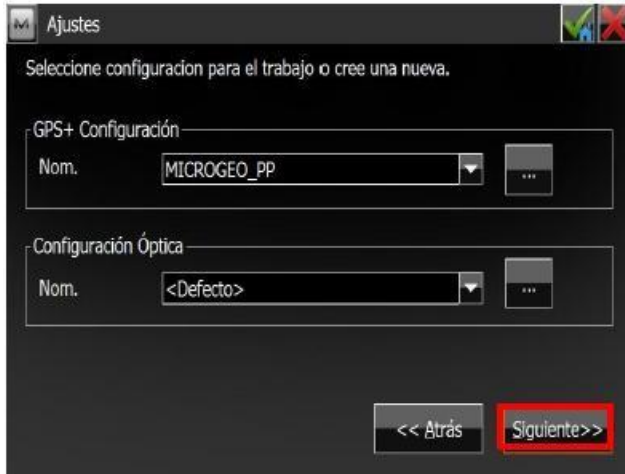 Ajustes
Seleccione configuracion para el trabajo o cree una nueva.
GPS+ Configuración
Nom. MICROGEO_PP ...
Configuración Óptica
Nom. <Defecto> ...
<< Atrás Siguiente>>